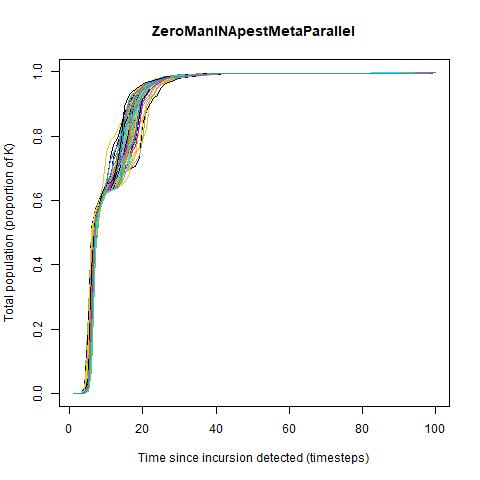 ZeroManINApestMetaParallel
Total population (proportion of K)
1.0
0.8
0.6
0.4
0.2
0.0
0 20 40 60 80 100
Time since incursion detected (timesteps)